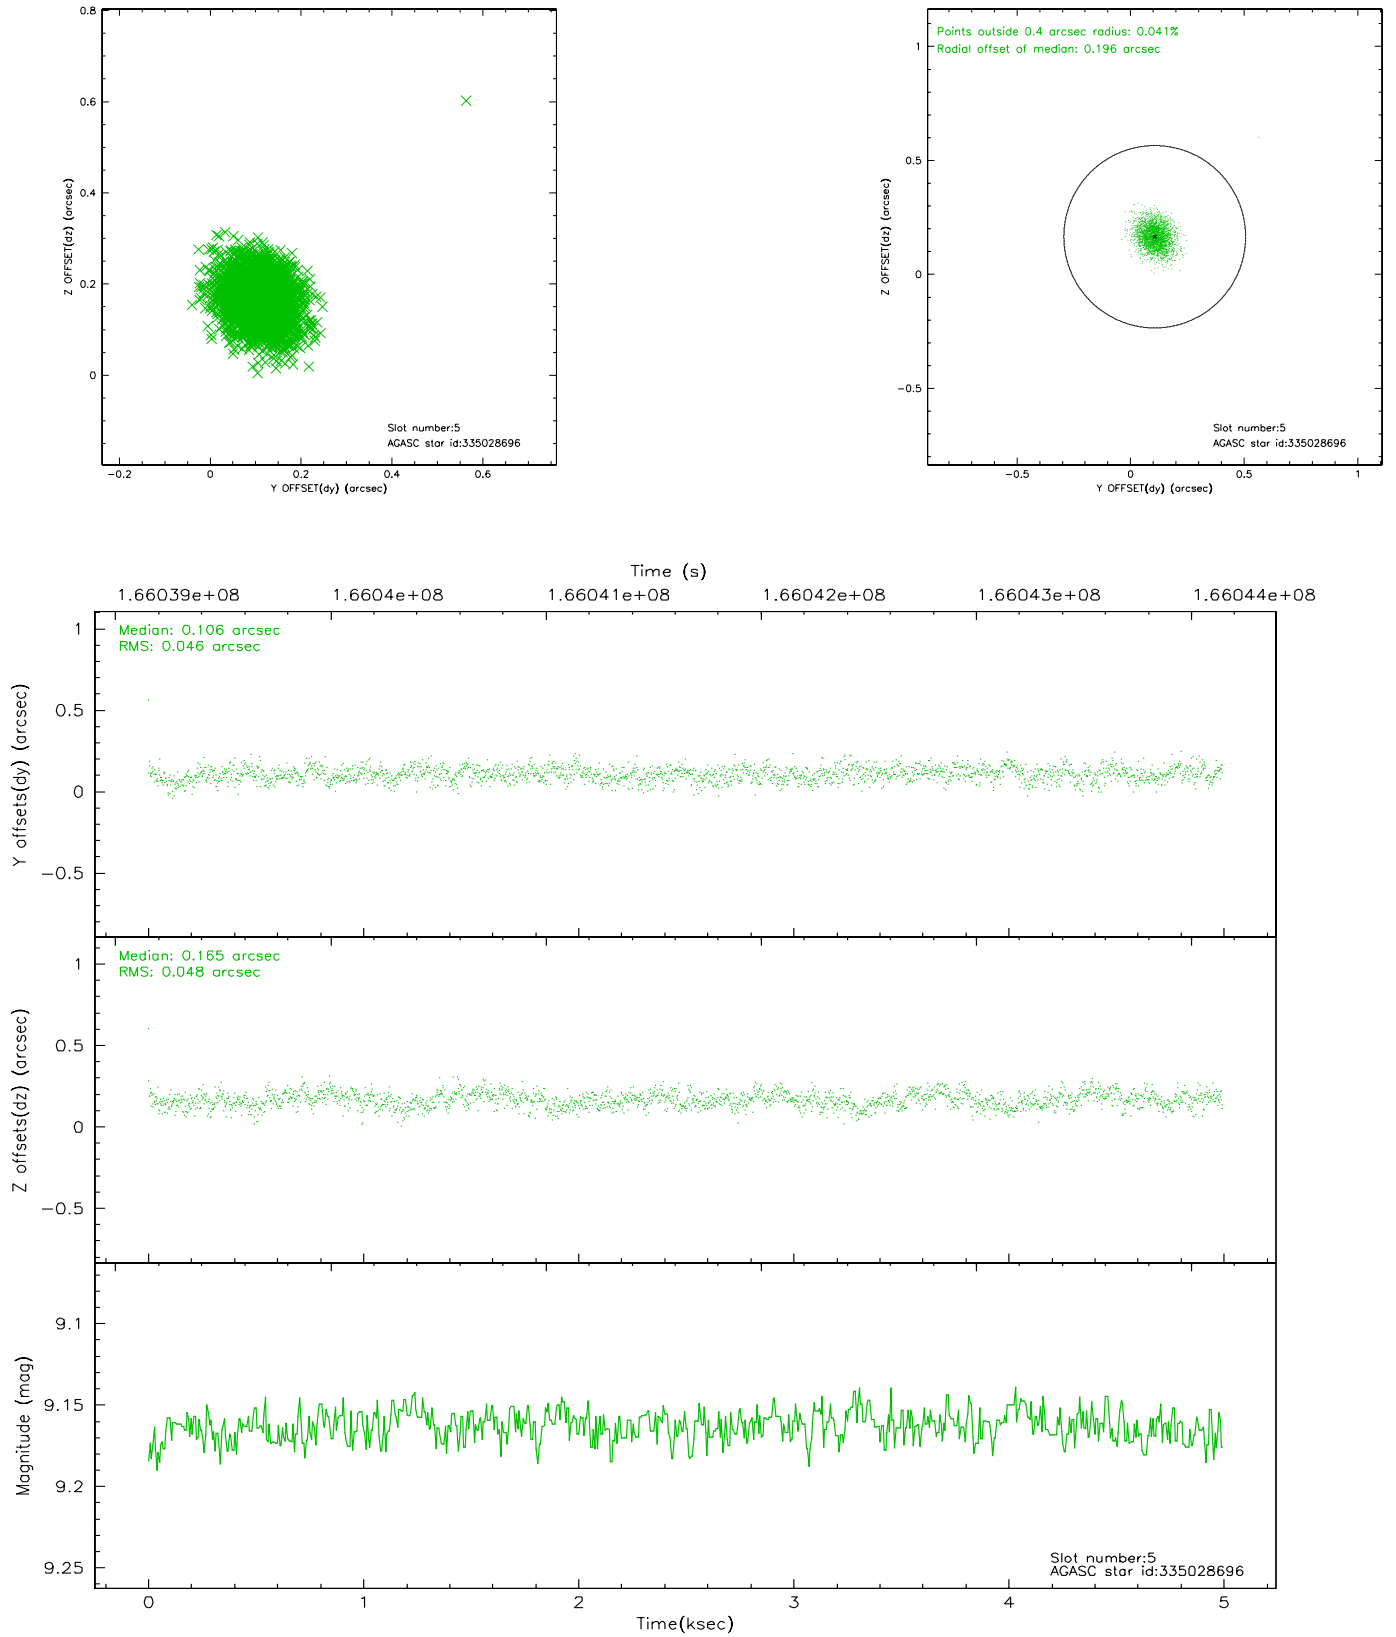 0.8
0.6
0.4
0.2
0
Z OFFSET(dz) (arcsec)
Slot number:5
AGASC star id:335028696
-0.2 0 0.2 0.4 0.6
Y OFFSET(dy) (arcsec)
Points outside 0.4 arcsec radius: 0.041%
Radial offset of median: 0.196 arcsec
1
0.5
0
-0.5
Z OFFSET(dz) (arcsec)
Slot number:5
AGASC star id:335028696
-0.5 0 0.5 1
Y OFFSET(dy) (arcsec)
Time (s)
1.66039e+08 1.6604e+08 1.66041e+08 1.66042e+08 1.66043e+08 1.66044e+08
Median: 0.106 arcsec
RMS: 0.046 arcsec
1
0.5
0
-0.5
Y offsets(dy) (arcsec)
Median: 0.165 arcsec
RMS: 0.048 arcsec
1
0.5
0
-0.5
Z offsets(dz) (arcsec)
9.1
9.15
9.2
9.25
Magnitude (mag)
Slot number:5
AGASC star id:335028696
0 1 2 3 4 5
Time(ksec)